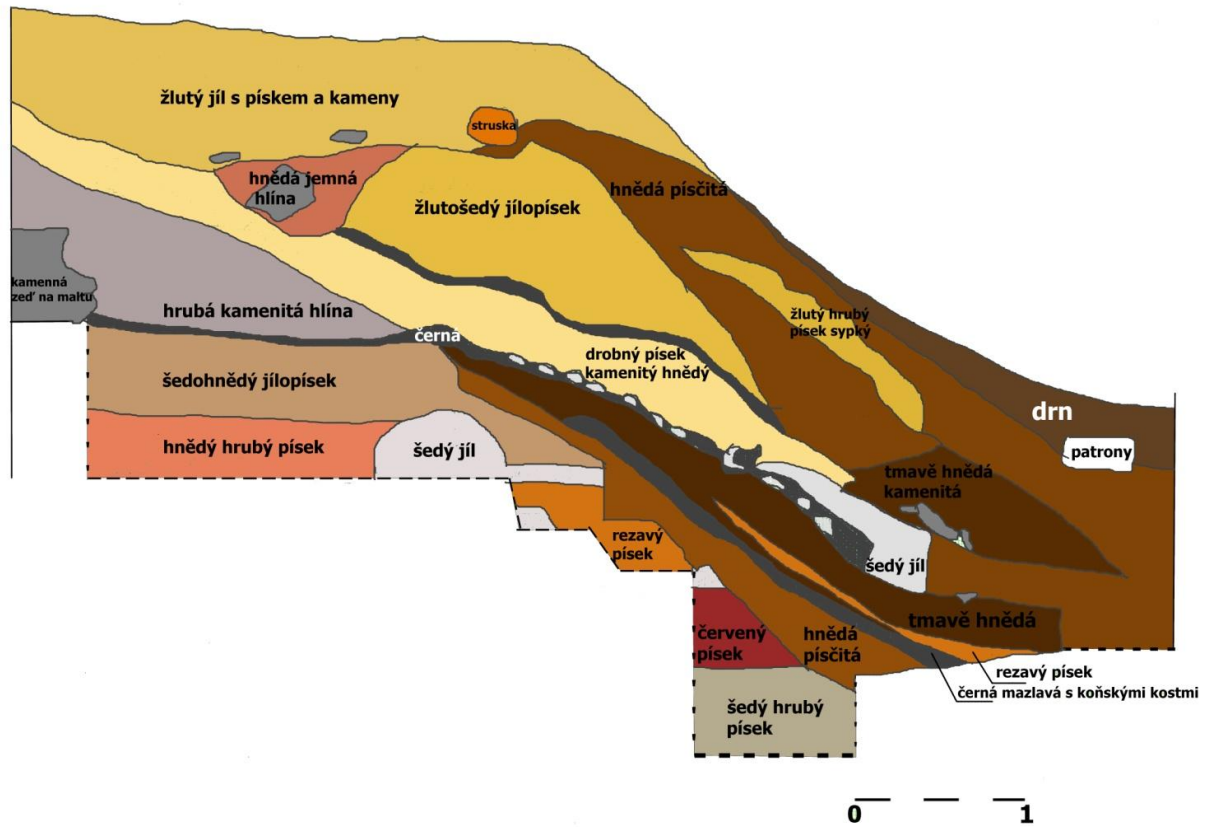 žlutý jíl s pískem a kameny
struska
hnědá jemná
hlína
hnědá písčitá
žlutošedý jílopísek
kamenná
zeď na maltu
hrubá kamenitá hlína
žlutý hrubý
písek sypký
černá
drobný písek
kamenitý hnědý
šedohnědý jílopísek
drn
hnědý hrubý písek
šedý jíl
patrony
tmavě hnědá
kamenitá
rezavý
písek
šedý jíl
tmavě hnědá
červený
písek
hnědá
písčitá
rezavý písek
černá mazlavá s koňskými kostmi
šedý hrubý
písek
0 1